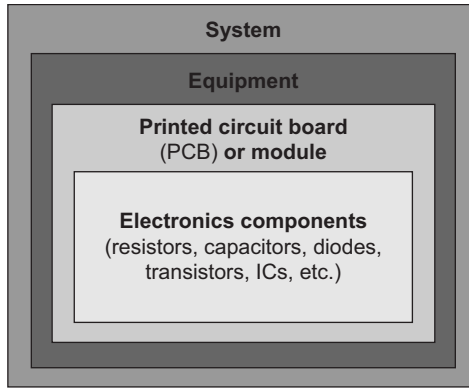 System
Equipment
Printed circuit board
(PCB) or module
Electronics components
(resistors, capacitors, diodes,
transistors, ICs, etc.)